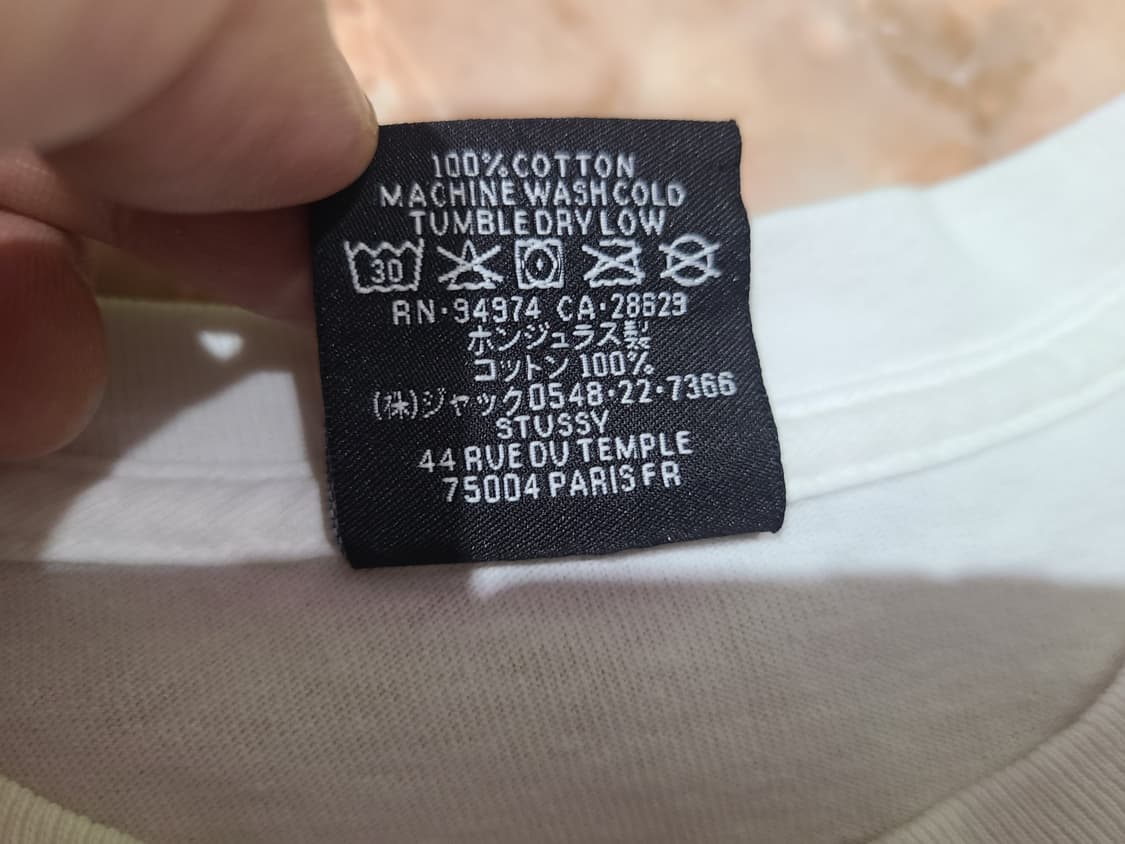 100% COTTON
MACHINE WASH COLD
TUMBLE DRY LOW
30
RN·94974 CA·28629
ホンジュラス製
コットン 100%
(株)ジャック0548·22·7366
STUSSY
44 RUE DU TEMPLE
75004 PARIS FR